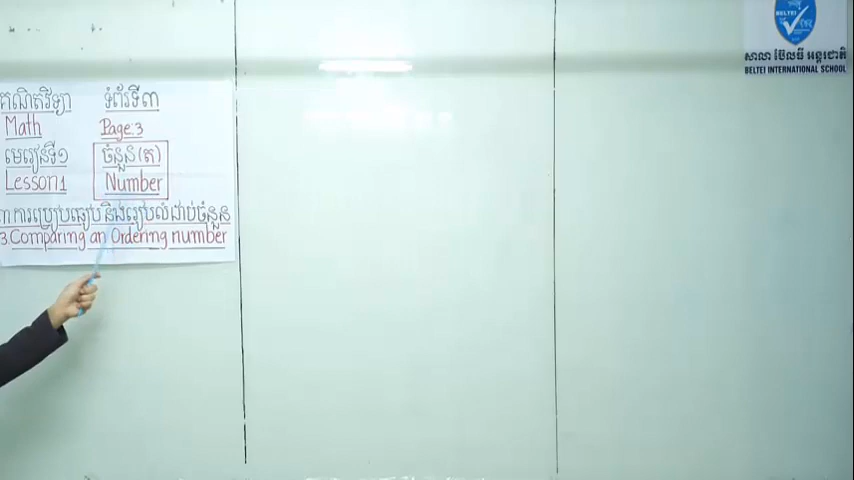 គណិតវិទ្យា ទំព័រទី៣
Math Page:3
មេរៀនទី១ ចំនួន(ត)
Lesson1 Number
៣ ការប្រៀបធៀប និងរៀបលំដាប់ចំនួន
3.Comparing an Ordering number
BELTEI
សាលា ប៊ែលធី អន្តរជាតិ
BELTEI INTERNATIONAL SCHOOL